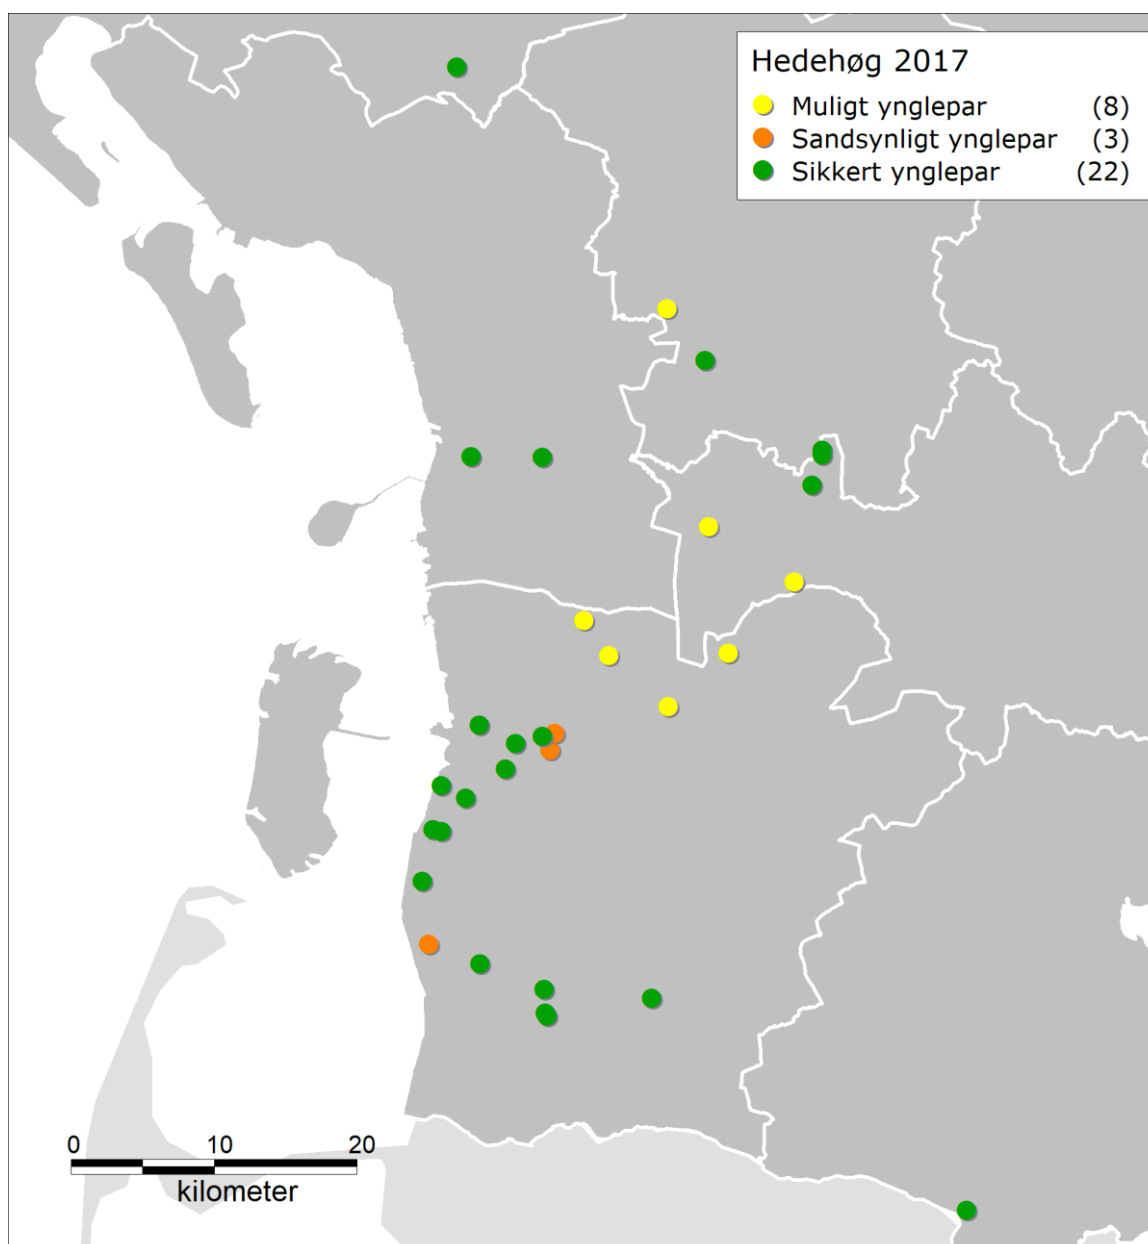 Hedehøg 2017
Muligt ynglepar (8)
Sandsynligt ynglepar (3)
Sikkert ynglepar (22)
0 10 20
kilometer